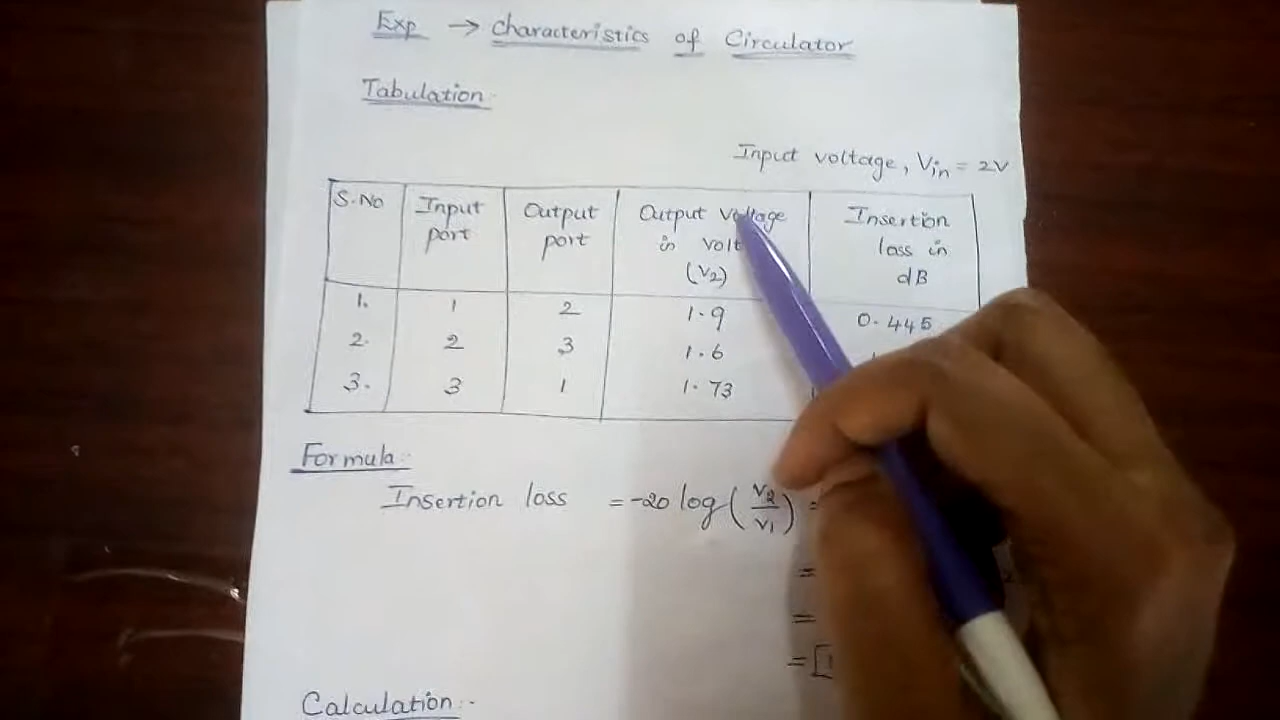 Exp → Characteristics of Circulator
Tabulation:-
Input voltage, Vin = 2V
S.No Input port Output port Output Voltage in Volt (V2) Insertion loss in dB
1. 1 2 1.9 0.445
2. 2 3 1.6
3. 3 1 1.73
Formula:-
Insertion loss = -20 log (V2/V1) =
=
=
=
Calculation:-